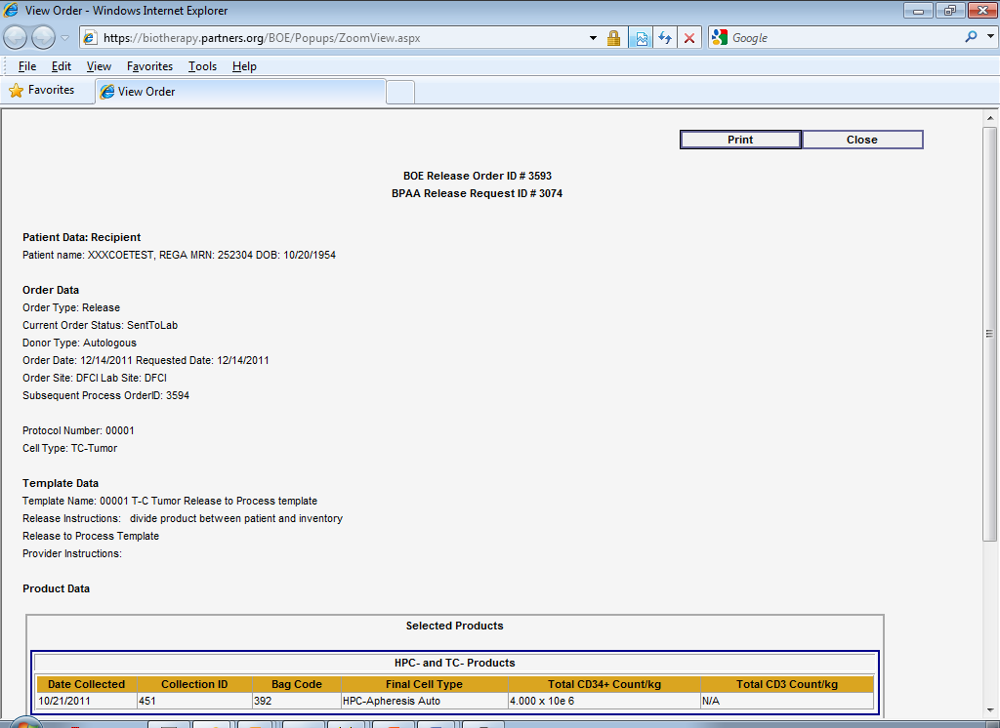 View Order - Windows Internet Explorer
https://biotherapy.partners.org/BOE/Popups/ZoomView.aspx
Google
File Edit View Favorites Tools Help
Favorites View Order
Print Close
BOE Release Order ID # 3593
BPAA Release Request ID # 3074
Patient Data: Recipient
Patient name: XXXCOETEST, REGA MRN: 252304 DOB: 10/20/1954
Order Data
Order Type: Release
Current Order Status: SentToLab
Donor Type: Autologous
Order Date: 12/14/2011 Requested Date: 12/14/2011
Order Site: DFCI Lab Site: DFCI
Subsequent Process OrderID: 3594
Protocol Number: 00001
Cell Type: TC-Tumor
Template Data
Template Name: 00001 T-C Tumor Release to Process template
Release Instructions: divide product between patient and inventory
Release to Process Template
Provider Instructions:
Product Data
Selected Products
HPC- and TC- Products
Date Collected Collection ID Bag Code Final Cell Type Total CD34+ Count/kg Total CD3 Count/kg
10/21/2011 451 392 HPC-Apheresis Auto 4.000 x 10e 6 N/A